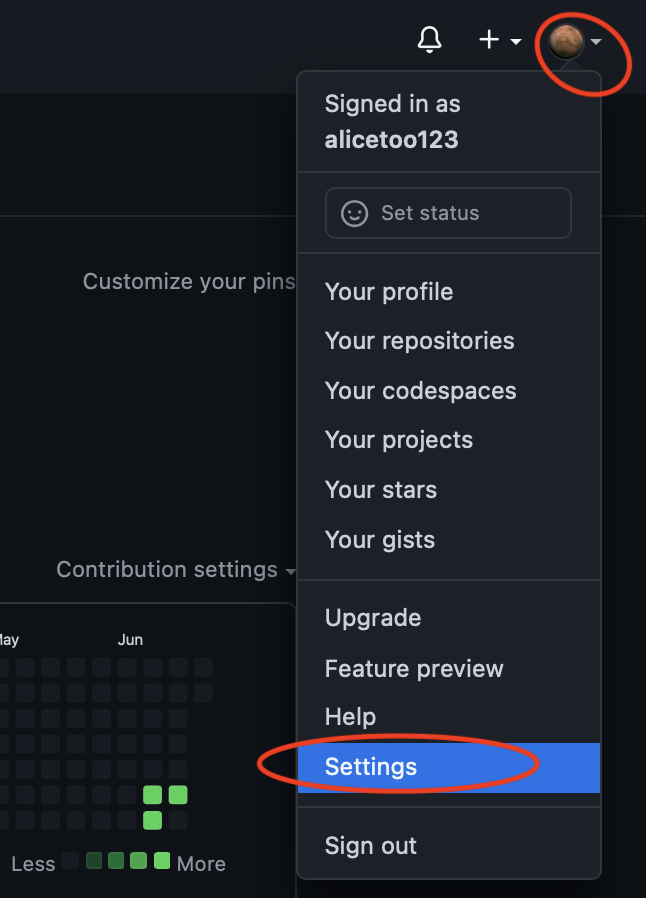 Signed in as
alicetoo123
Set status
Customize your pins
Your profile
Your repositories
Your codespaces
Your projects
Your stars
Your gists
Contribution settings
Jun
Upgrade
Feature preview
Help
Settings
Less
More
Sign out